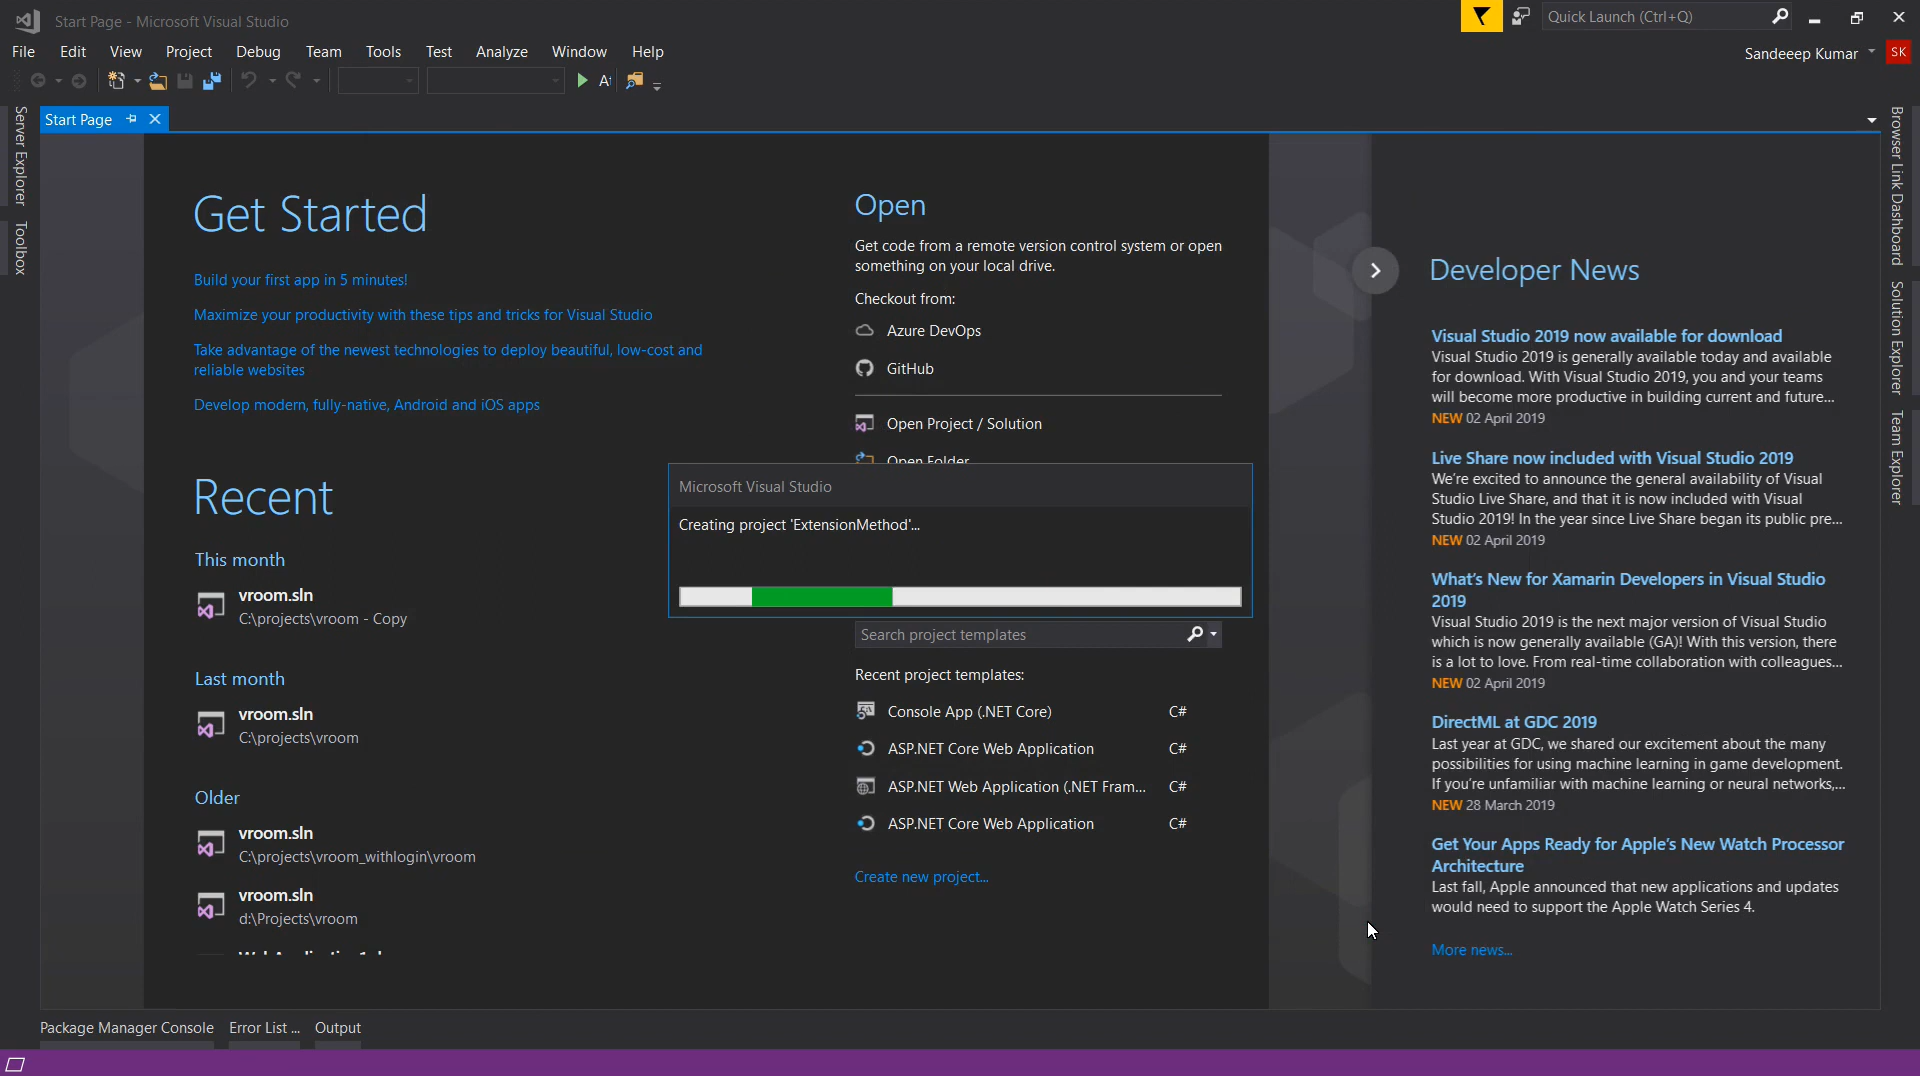 Start Page - Microsoft Visual Studio
Quick Launch (Ctrl+Q)
File Edit View Project Debug Team Tools Test Analyze Window Help
Sandeeep Kumar SK
Server Explorer
Toolbox
Start Page
Get Started
Build your first app in 5 minutes!
Maximize your productivity with these tips and tricks for Visual Studio
Take advantage of the newest technologies to deploy beautiful, low-cost and
reliable websites
Develop modern, fully-native, Android and iOS apps
Recent
This month
vroom.sln
C:\projects\vroom - Copy
Last month
vroom.sln
C:\projects\vroom
Older
vroom.sln
C:\projects\vroom_withlogin\vroom
vroom.sln
d:\Projects\vroom
Open
Get code from a remote version control system or open
something on your local drive.
Checkout from:
Azure DevOps
GitHub
Open Project / Solution
Open Folder
Microsoft Visual Studio
Creating project 'ExtensionMethod'...
Search project templates
Recent project templates:
Console App (.NET Core) C#
ASP.NET Core Web Application C#
ASP.NET Web Application (.NET Fram... C#
ASP.NET Core Web Application C#
Create new project...
Developer News
Visual Studio 2019 now available for download
Visual Studio 2019 is generally available today and available
for download. With Visual Studio 2019, you and your teams
will become more productive in building current and future...
NEW 02 April 2019
Live Share now included with Visual Studio 2019
We're excited to announce the general availability of Visual
Studio Live Share, and that it is now included with Visual
Studio 2019! In the year since Live Share began its public pre...
NEW 02 April 2019
What's New for Xamarin Developers in Visual Studio
2019
Visual Studio 2019 is the next major version of Visual Studio
which is now generally available (GA)! With this version, there
is a lot to love. From real-time collaboration with colleagues...
NEW 02 April 2019
DirectML at GDC 2019
Last year at GDC, we shared our excitement about the many
possibilities for using machine learning in game development.
If you're unfamiliar with machine learning or neural networks,...
NEW 28 March 2019
Get Your Apps Ready for Apple's New Watch Processor
Architecture
Last fall, Apple announced that new applications and updates
would need to support the Apple Watch Series 4.
More news...
Browser Link Dashboard
Solution Explorer
Team Explorer
Package Manager Console Error List ... Output